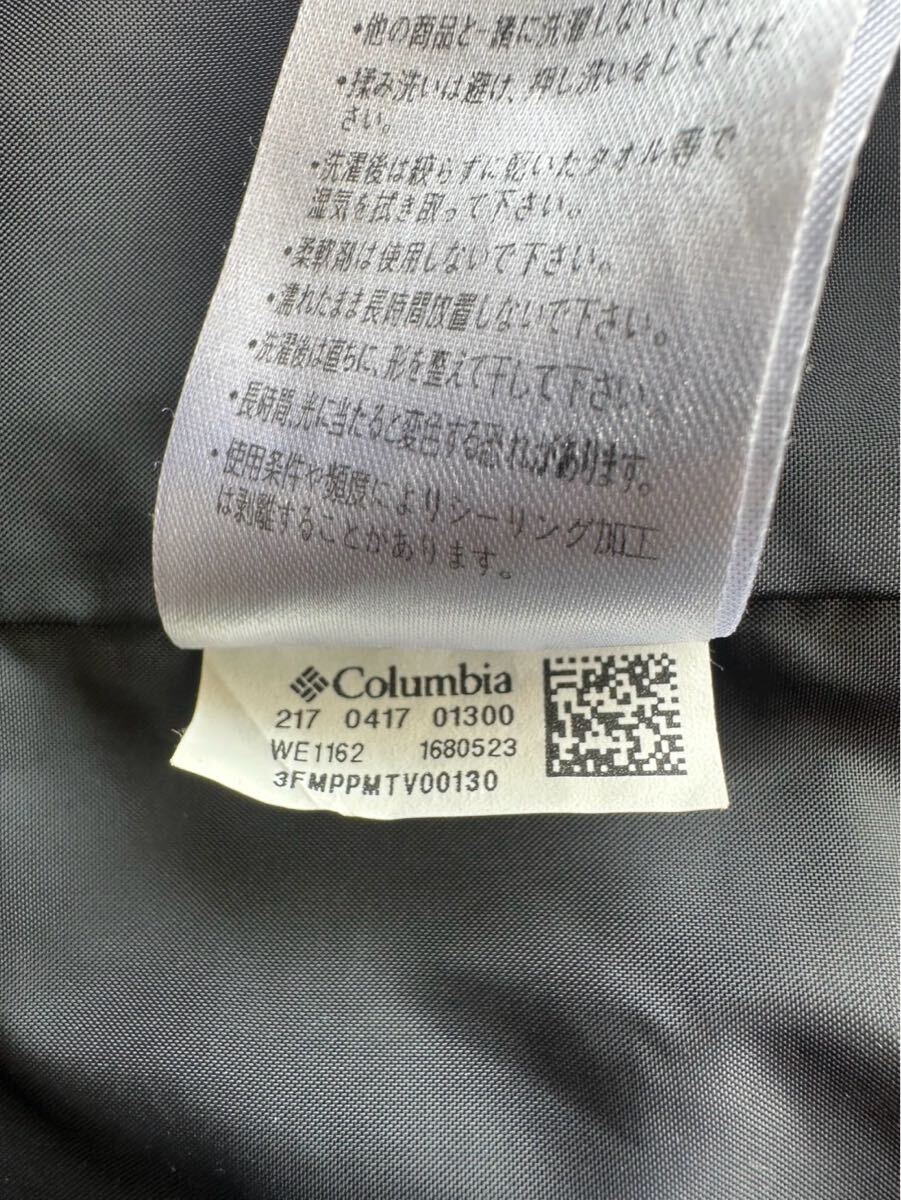 ・他の商品と一緒に洗濯しないで
・揉み洗いは避け、押し洗いをしてくだ
さい。
・洗濯後は絞らずに乾いたタオル等で
湿気を拭き取って下さい。
・柔軟剤は使用しないで下さい。
・濡れたまま長時間放置しないで下さい。
・洗濯後は直ちに、形を整えて干して下さい。
・長時間、光に当たると変色する恐れがあります。
・使用条件や頻度によりシーリング加工
は剥離することがあります。
Columbia
217 0417 01300
WE1162 1680523
3FMPPMTV00130